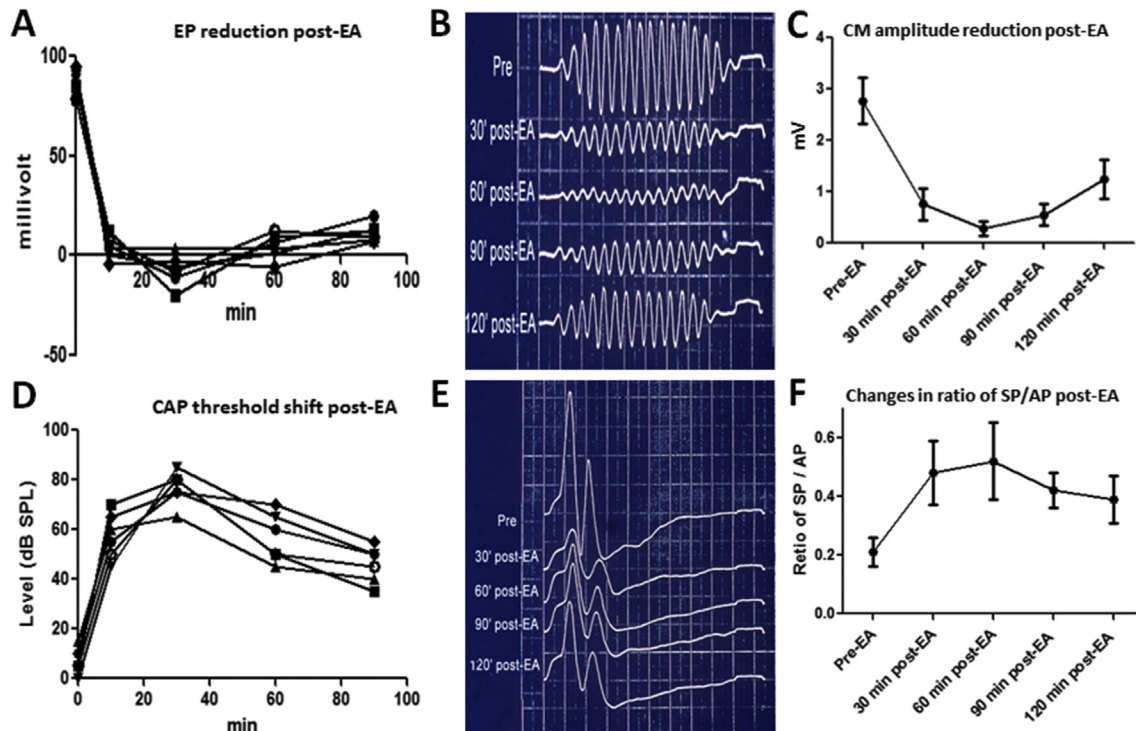 A
EP reduction post-EA
100
50
0
-50
millivolt
20
40
60
80
100
min
B
Pre
30' post-EA
60' post-EA
90' post-EA
120' post-EA
C
CM amplitude reduction post-EA
4
3
2
1
0
mV
Pre-EA
30 min post-EA
60 min post-EA
90 min post-EA
120 min post-EA
D
CAP threshold shift post-EA
100
80
60
40
20
0
Level (dB SPL)
0
20
40
60
80
100
min
E
Pre
30' post-EA
60' post-EA
90' post-EA
120' post-EA
F
Changes in ratio of SP/AP post-EA
0.6
0.4
0.2
0.0
Retio of SP / AP
Pre-EA
30 min post-EA
60 min post-EA
90 min post-EA
120 min post-EA